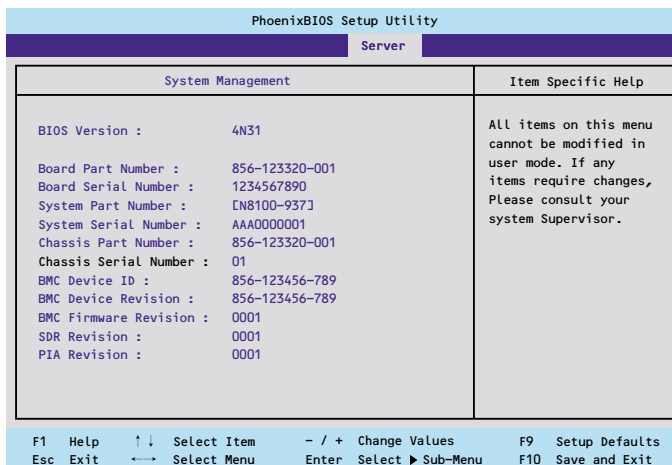 PhoenixBIOS Setup Utility
Server
System Management
Item Specific Help
BIOS Version : 4N31
Board Part Number : 856-123320-001
Board Serial Number : 1234567890
System Part Number : [N8100-937]
System Serial Number : AAA0000001
Chassis Part Number : 856-123320-001
Chassis Serial Number : 01
BMC Device ID : 856-123456-789
BMC Device Revision : 856-123456-789
BMC Firmware Revision : 0001
SDR Revision : 0001
PIA Revision : 0001
All items on this menu
cannot be modified in
user mode. If any
items require changes,
Please consult your
system Supervisor.
F1 Help ↑↓ Select Item - / + Change Values F9 Setup Defaults
Esc Exit ←→ Select Menu Enter Select ▶ Sub-Menu F10 Save and Exit